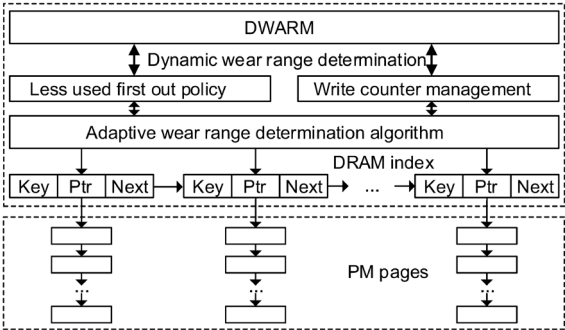 DWARM
Dynamic wear range determination
Less used first out policy
Write counter management
Adaptive wear range determination algorithm
DRAM index
Key Ptr Next Key Ptr Next ... Key Ptr Next
PM pages
... ... ...